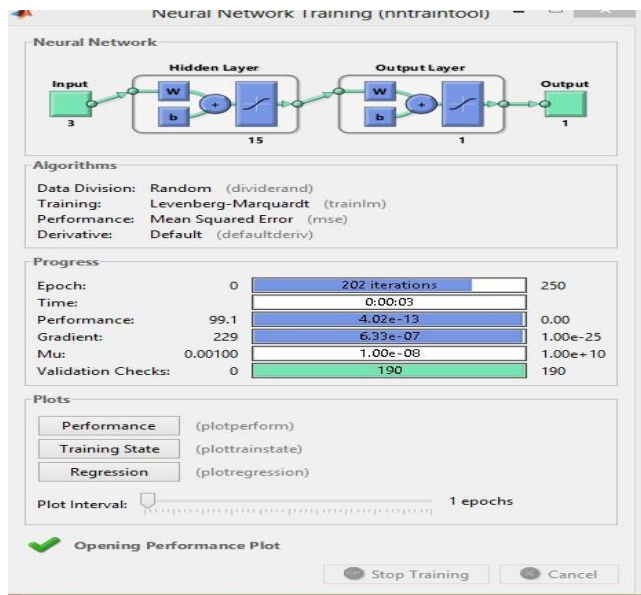 Neural Network Training (nntraintool)
Neural Network
Hidden Layer Output Layer
Input Output
W W
+ +
b b
3 15 1 1
Algorithms
Data Division: Random (dividerand)
Training: Levenberg-Marquardt (trainlm)
Performance: Mean Squared Error (mse)
Derivative: Default (defaultderiv)
Progress
Epoch: 0 202 iterations 250
Time: 0:00:03
Performance: 99.1 4.02e-13 0.00
Gradient: 229 6.33e-07 1.00e-25
Mu: 0.00100 1.00e-08 1.00e+10
Validation Checks: 0 190 190
Plots
Performance (plotperform)
Training State (plottrainstate)
Regression (plotregression)
Plot Interval: 1 epochs
Opening Performance Plot
Stop Training Cancel